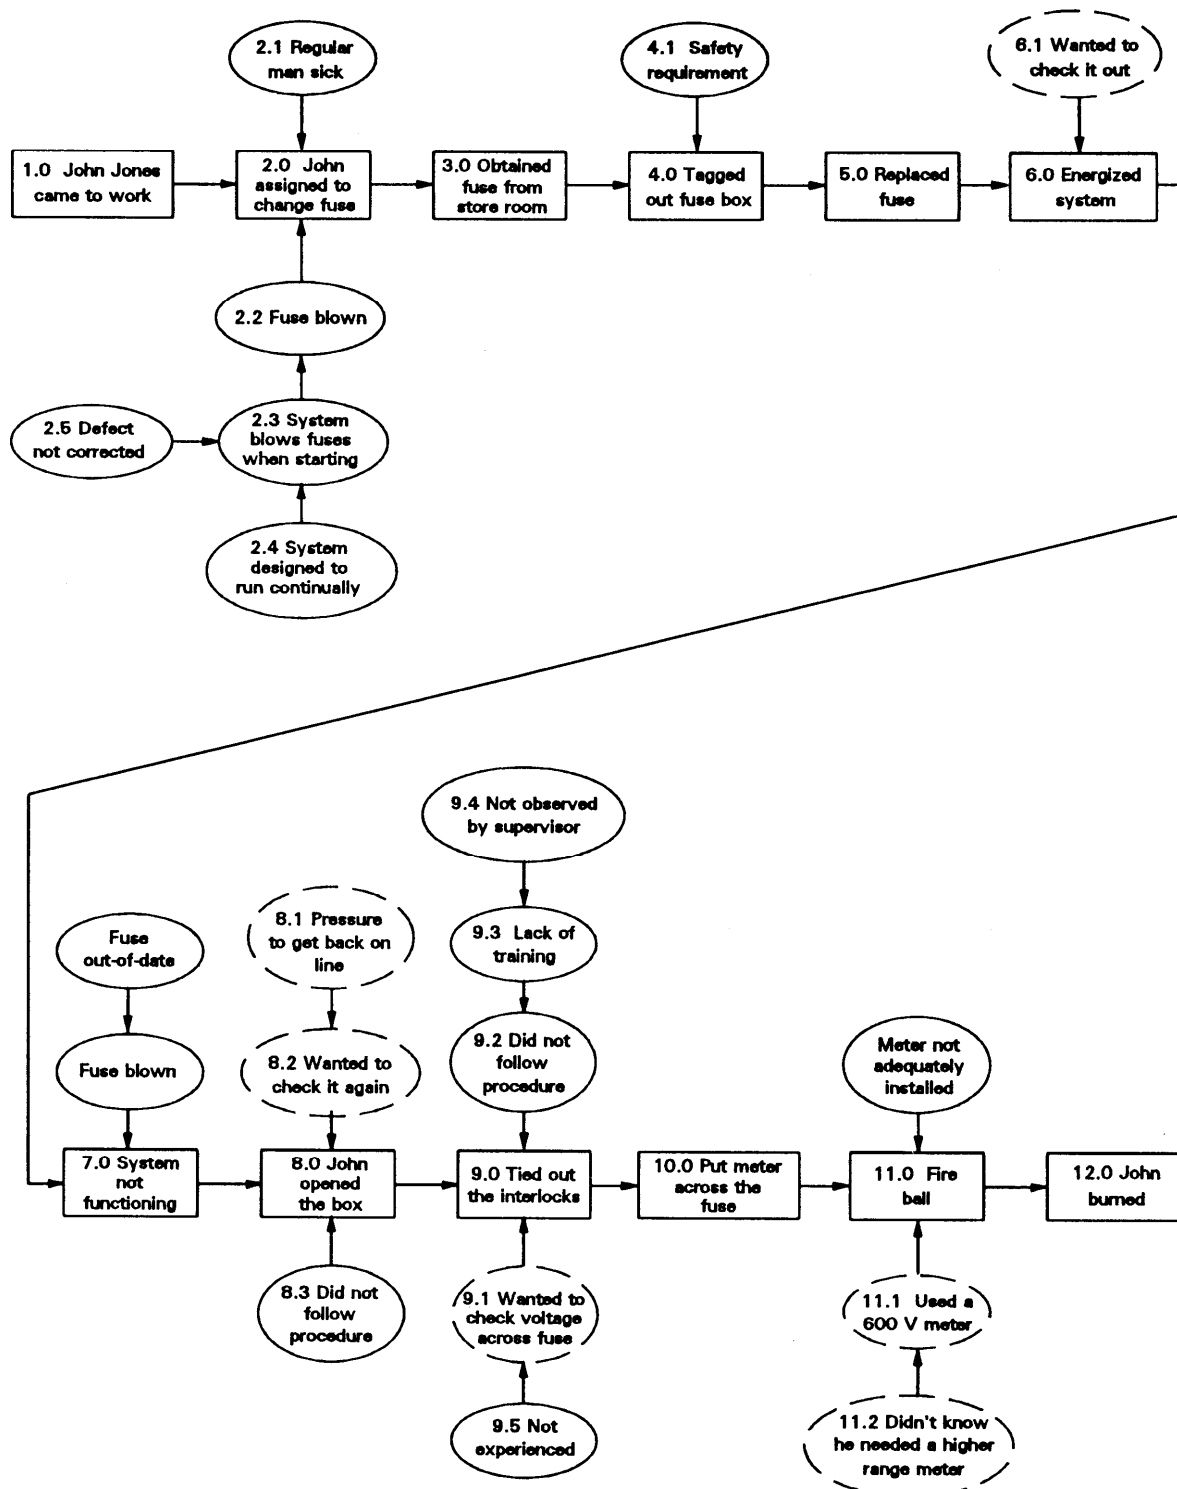 2.1 Regular
man sick
4.1 Safety
requirement
6.1 Wanted to
check it out
1.0 John Jones
came to work
2.0 John
assigned to
change fuse
3.0 Obtained
fuse from
store room
4.0 Tagged
out fuse box
5.0 Replaced
fuse
6.0 Energized
system
2.2 Fuse blown
2.5 Defect
not corrected
2.3 System
blows fuses
when starting
2.4 System
designed to
run continually
9.4 Not observed
by supervisor
Fuse
out-of-date
8.1 Pressure
to get back on
line
9.3 Lack of
training
Fuse blown
8.2 Wanted to
check it again
9.2 Did not
follow
procedure
Meter not
adequately
installed
7.0 System
not
functioning
8.0 John
opened
the box
9.0 Tied out
the interlocks
10.0 Put meter
across the
fuse
11.0 Fire
ball
12.0 John
burned
8.3 Did not
follow
procedure
9.1 Wanted to
check voltage
across fuse
11.1 Used a
600 V meter
9.5 Not
experienced
11.2 Didn't know
he needed a higher
range meter